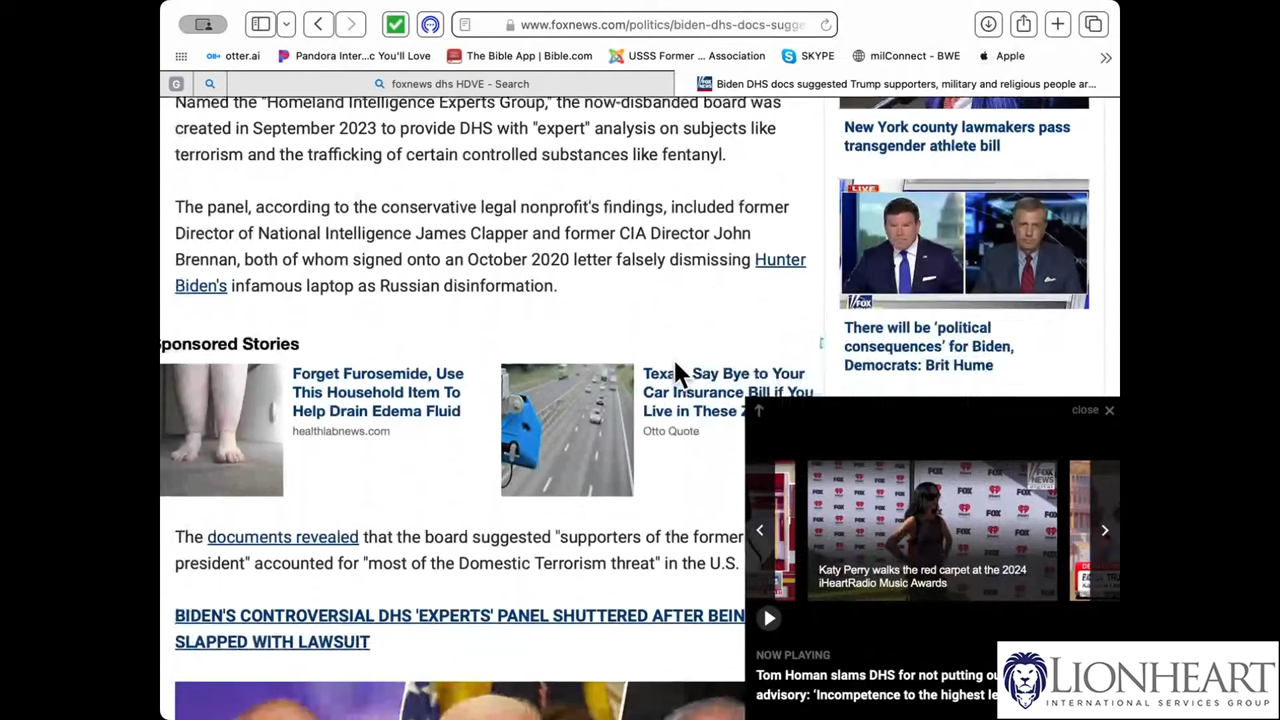 www.foxnews.com/politics/biden-dhs-docs-sugge
otter.ai
Pandora Inter...c You'll Love
The Bible App | Bible.com
USSS Former ... Association
SKYPE
milConnect - BWE
Apple
G
foxnews dhs HDVE - Search
Biden DHS docs suggested Trump supporters, military and religious people ar...
Named the "Homeland Intelligence Experts Group," the now-disbanded board was
created in September 2023 to provide DHS with "expert" analysis on subjects like
terrorism and the trafficking of certain controlled substances like fentanyl.
The panel, according to the conservative legal nonprofit's findings, included former
Director of National Intelligence James Clapper and former CIA Director John
Brennan, both of whom signed onto an October 2020 letter falsely dismissing Hunter
Biden's infamous laptop as Russian disinformation.
New York county lawmakers pass
transgender athlete bill
LIVE
FOX
There will be 'political
consequences' for Biden,
Democrats: Brit Hume
ponsored Stories
Forget Furosemide, Use
This Household Item To
Help Drain Edema Fluid
healthlabnews.com
Texas Say Bye to Your
Car Insurance Bill if You
Live in These Z
Otto Quote
The documents revealed that the board suggested "supporters of the former
president" accounted for "most of the Domestic Terrorism threat" in the U.S.
BIDEN'S CONTROVERSIAL DHS 'EXPERTS' PANEL SHUTTERED AFTER BEIN
SLAPPED WITH LAWSUIT
close
FOX NEWS
digital
Katy Perry walks the red carpet at the 2024
iHeartRadio Music Awards
NOW PLAYING
Tom Homan slams DHS for not putting ou
advisory: 'Incompetence to the highest le
LIONHEART
INTERNATIONAL SERVICES GROUP